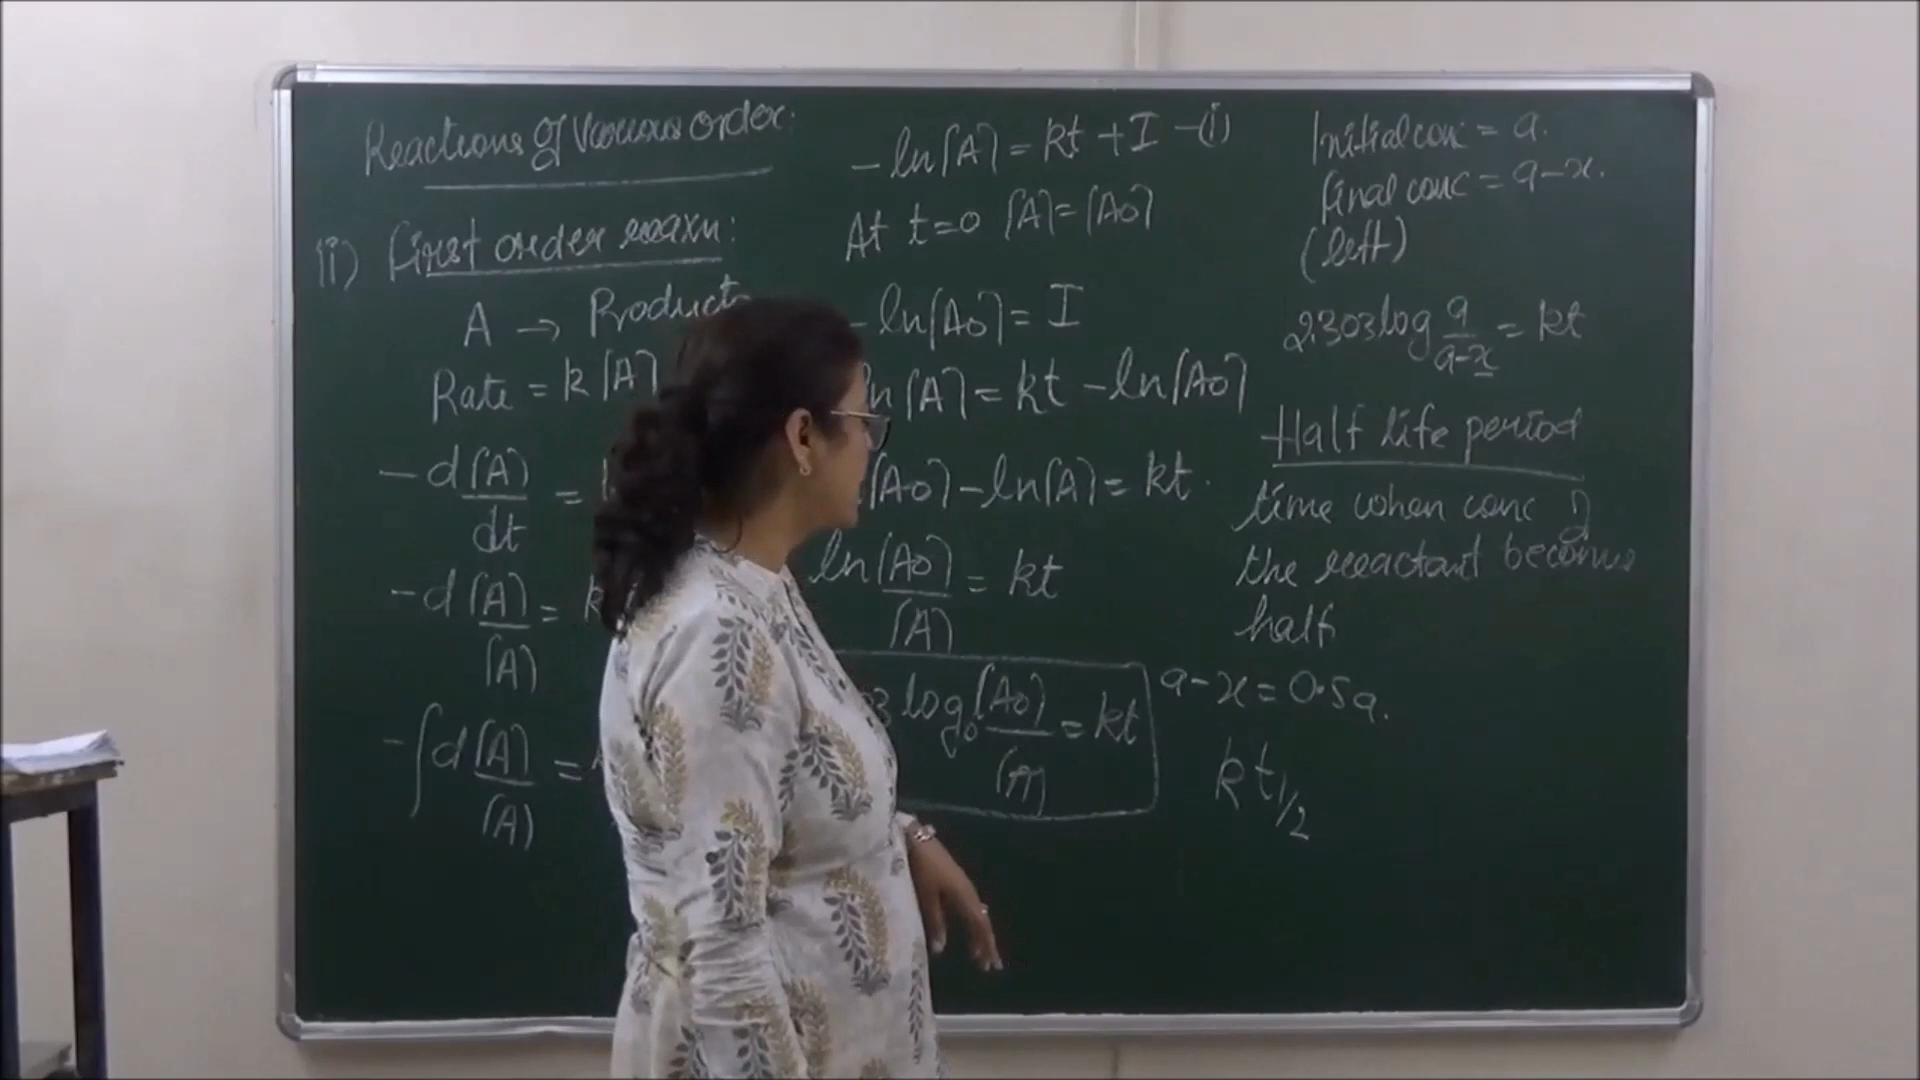 Reactions of Various order:
ii) First order reaxn:
A → Products
Rate = k[A]
-d[A]/dt =
-d[A]/[A] = k
-∫d[A]/[A] =
-ln[A] = kt + I -(i)
At t=0 [A]=[A0]
-ln[A0] = I
ln[A] = kt - ln[A0]
[A0] - ln[A] = kt.
ln[A0]/[A] = kt
log [A0]/[A] = kt
Initial conc = a.
final conc = a-x.
(left)
2.303 log a/a-x = kt
Half life period
time when conc of
the reactant becomes
half
a-x = 0.5a.
kt1/2